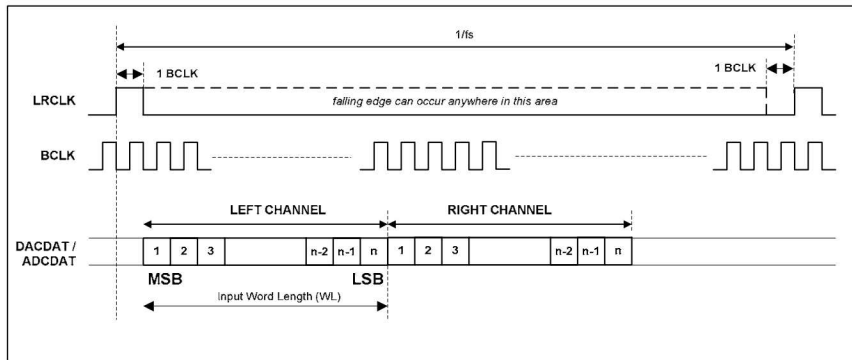 1/fs
1 BCLK
1 BCLK
LRCLK
falling edge can occur anywhere in this area
BCLK
LEFT CHANNEL
RIGHT CHANNEL
DACDAT /
ADCDAT
1 2 3 n-2 n-1 n 1 2 3 n-2 n-1 n
MSB LSB
Input Word Length (WL)